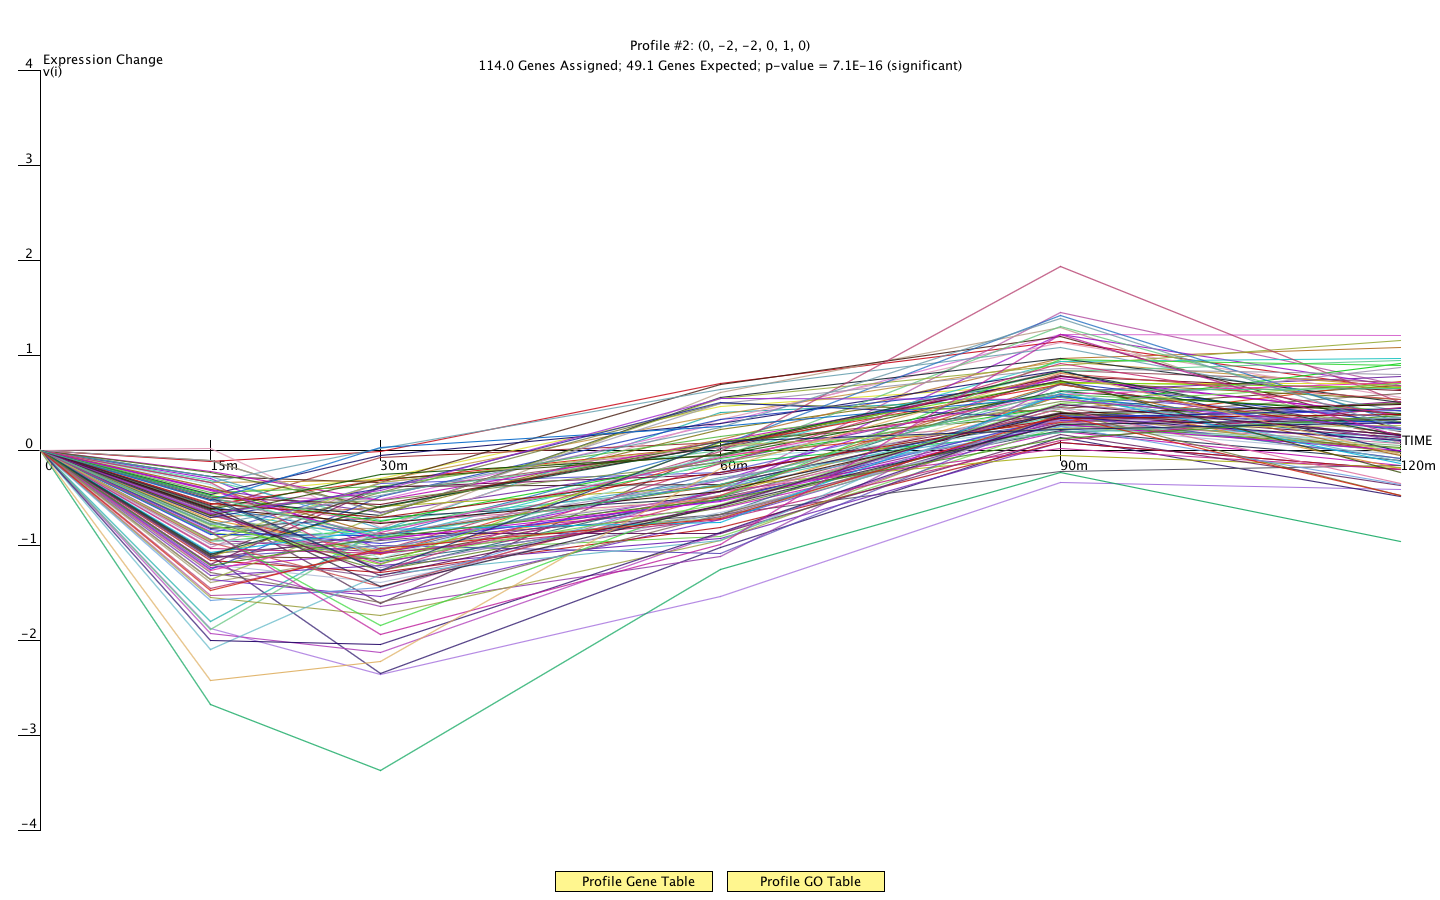 Profile #2: (0, -2, -2, 0, 1, 0)
114.0 Genes Assigned; 49.1 Genes Expected; p-value = 7.1E-16 (significant)
Expression Change
v(i)
4
3
2
1
0
-1
-2
-3
-4
TIME
0 15m 30m 60m 90m 120m
Profile Gene Table Profile GO Table